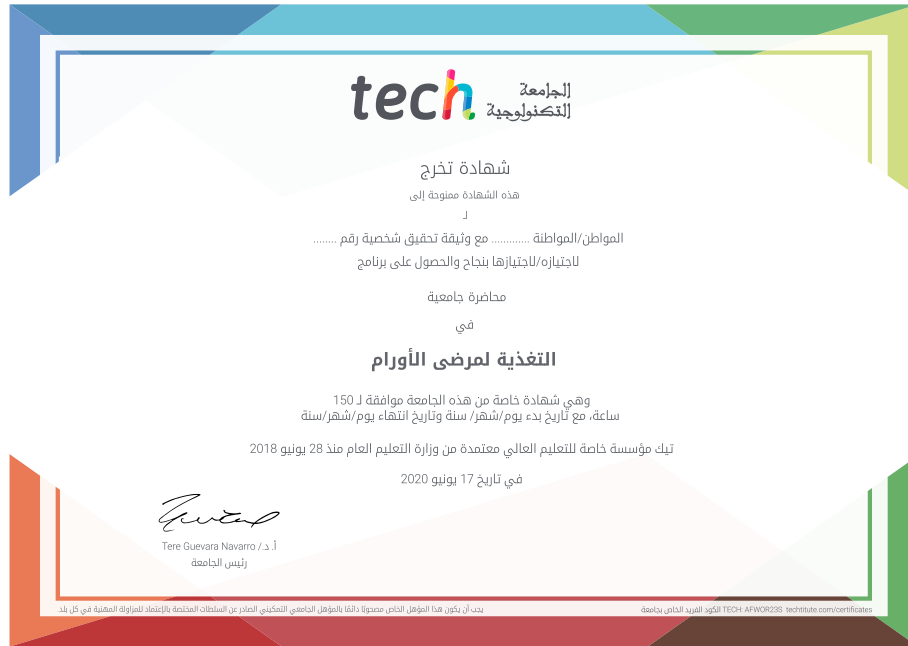 tech الجامعة
التكنولوجية
شهادة تخرج
هذه الشهادة ممنوحة إلى
لـ
المواطن/المواطنة ............. مع وثيقة تحقيق شخصية رقم ........
لاجتيازه/لاجتيازها بنجاح والحصول على برنامج
محاضرة جامعية
في
التغذية لمرضى الأورام
وهي شهادة خاصة من هذه الجامعة موافقة لـ 150
ساعة، مع تاريخ بدء يوم/شهر/ سنة وتاريخ انتهاء يوم/شهر/سنة
تيك مؤسسة خاصة للتعليم العالي معتمدة من وزارة التعليم العام منذ 28 يونيو 2018
في تاريخ 17 يونيو 2020
أ. د./ Tere Guevara Navarro
رئيس الجامعة
يجب أن يكون هذا المؤهل الخاص مصحوبًا دائمًا بالمؤهل الجامعي التمكيني الصادر عن السلطات المختصة بالإعتماد للمزاولة المهنية في كل بلد.
الكود الفريد الخاص بجامعة TECH: AFWOR23S techtitute.com/certificates